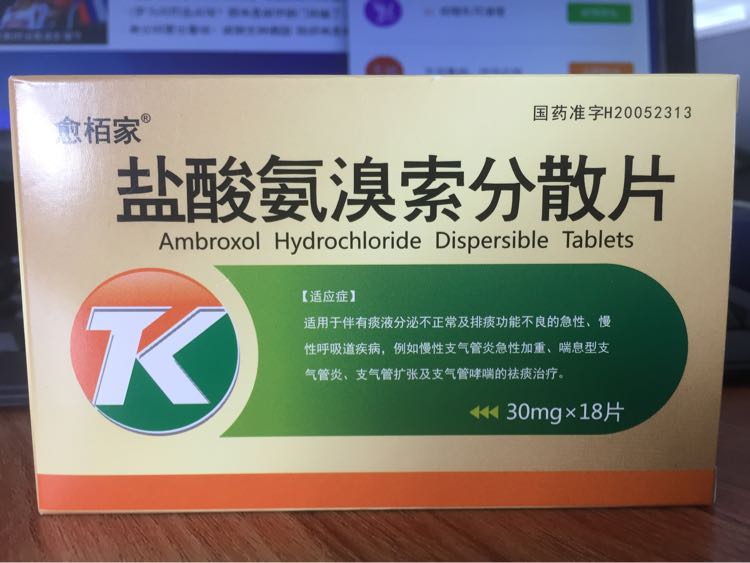 愈栢家®
国药准字H20052313
盐酸氨溴索分散片
Ambroxol Hydrochloride Dispersible Tablets
TK
【适应症】
适用于伴有痰液分泌不正常及排痰功能不良的急性、慢
性呼吸道疾病，例如慢性支气管炎急性加重、喘息型支
气管炎、支气管扩张及支气管哮喘的祛痰治疗。
30mg×18片